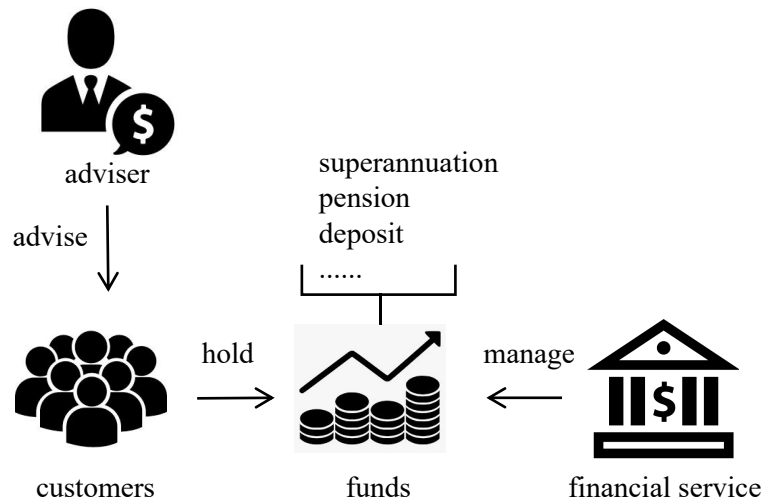 $
adviser
advise
superannuation
pension
deposit
......
hold
manage
$
customers
funds
financial service